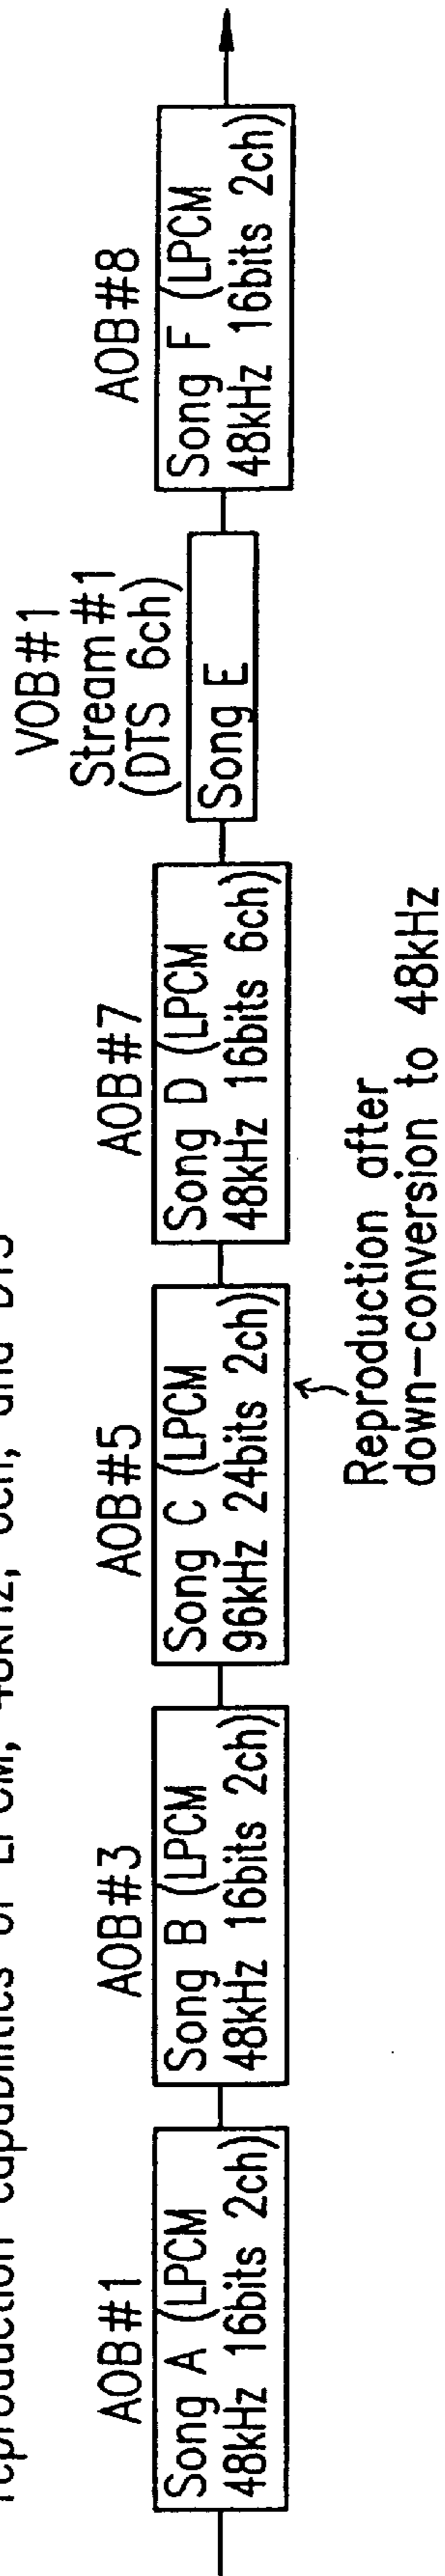 reproduction capabilities of LPCM, 48kHz, 6ch, and DTS
AOB#1
Song A (LPCM
48kHz 16bits 2ch)
AOB#3
Song B (LPCM
48kHz 16bits 2ch)
AOB#5
Song C (LPCM
96kHz 24bits 2ch)
Reproduction after
down-conversion to 48kHz
AOB#7
Song D (LPCM
48kHz 16bits 6ch)
VOB#1
Stream#1
(DTS 6ch)
Song E
AOB#8
Song F (LPCM
48kHz 16bits 2ch)